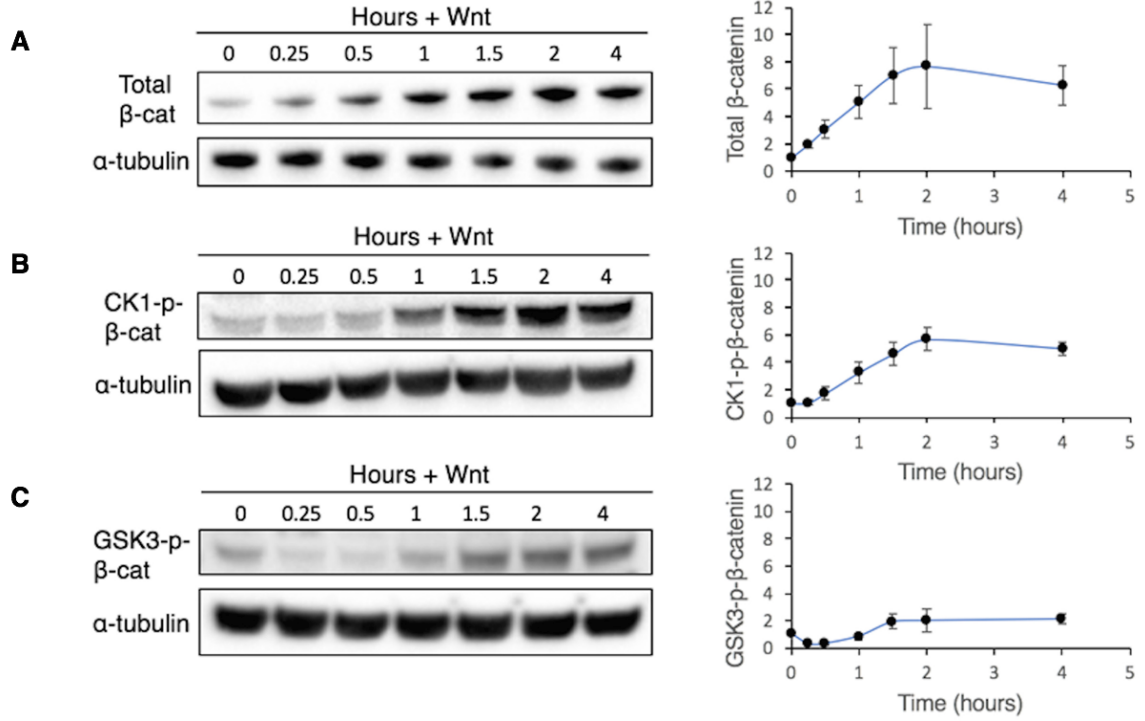 A
Hours + Wnt
0 0.25 0.5 1 1.5 2 4
Total
β-cat
α-tubulin
Total β-catenin
12
10
8
6
4
2
0
0 1 2 3 4 5
Time (hours)
B
Hours + Wnt
0 0.25 0.5 1 1.5 2 4
CK1-p-
β-cat
α-tubulin
CK1-p-β-catenin
12
10
8
6
4
2
0
0 1 2 3 4 5
Time (hours)
C
Hours + Wnt
0 0.25 0.5 1 1.5 2 4
GSK3-p-
β-cat
α-tubulin
GSK3-p-β-catenin
12
10
8
6
4
2
0
0 1 2 3 4 5
Time (hours)